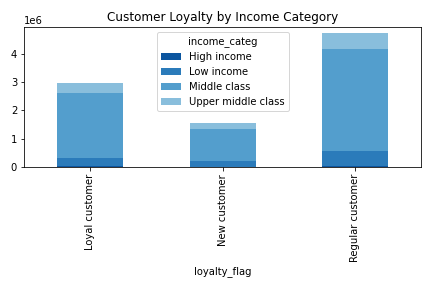 Customer Loyalty by Income Category
1e6
income_categ
High income
Low income
Middle class
Upper middle class
4
3
2
1
0
Loyal customer
New customer
Regular customer
loyalty_flag